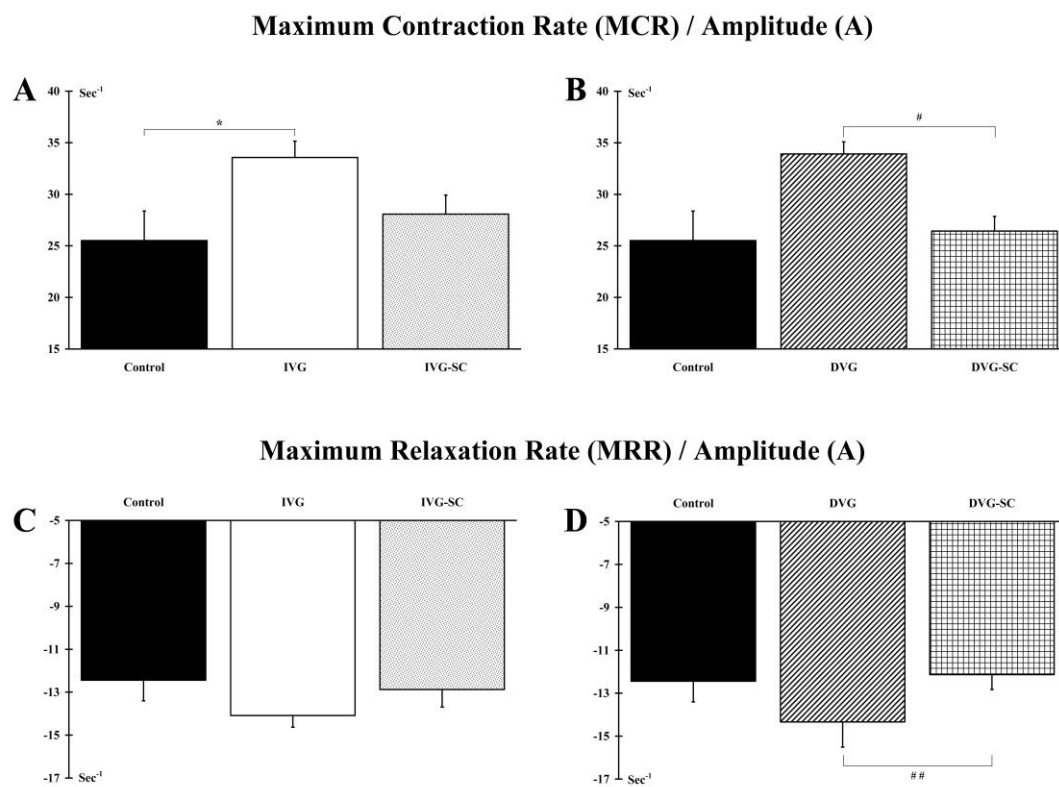 Maximum Contraction Rate (MCR) / Amplitude (A)
A
Sec⁻¹
40
35
30
25
20
15
*
Control IVG IVG-SC
B
Sec⁻¹
40
35
30
25
20
15
#
Control DVG DVG-SC
Maximum Relaxation Rate (MRR) / Amplitude (A)
C
Control IVG IVG-SC
-5
-7
-9
-11
-13
-15
-17
Sec⁻¹
D
Control DVG DVG-SC
-5
-7
-9
-11
-13
-15
-17
Sec⁻¹
# #